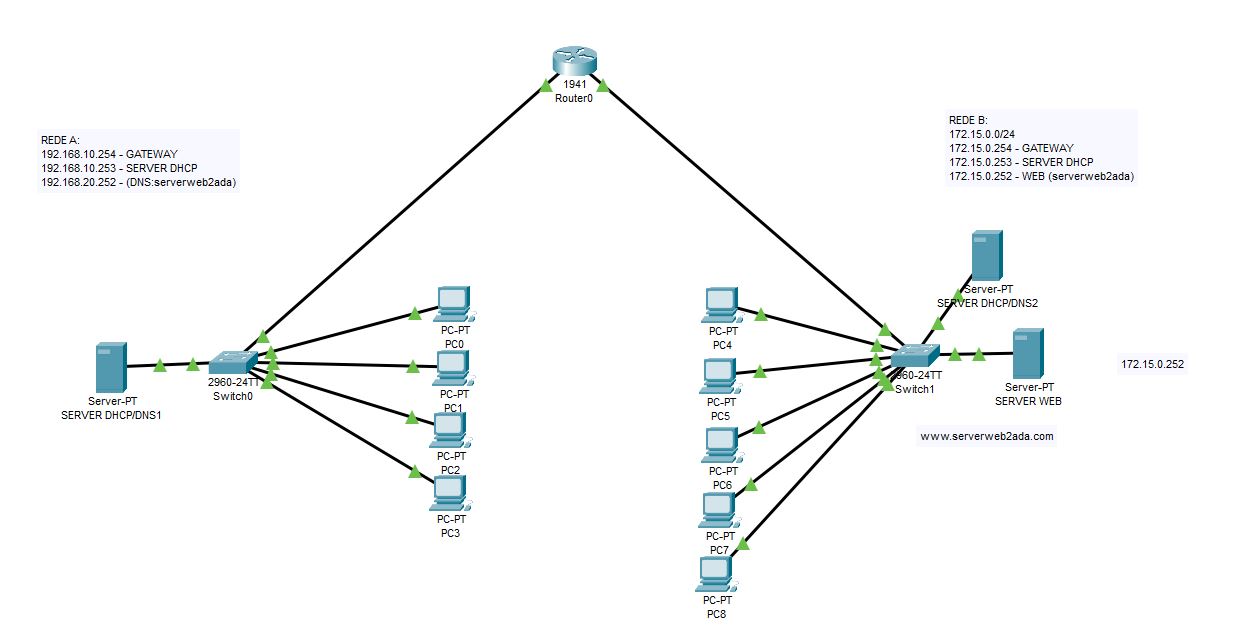 1941
Router0
REDE A:
192.168.10.254 - GATEWAY
192.168.10.253 - SERVER DHCP
192.168.20.252 - (DNS:serverweb2ada)
REDE B:
172.15.0.0/24
172.15.0.254 - GATEWAY
172.15.0.253 - SERVER DHCP
172.15.0.252 - WEB (serverweb2ada)
Server-PT
SERVER DHCP/DNS1
2960-24TT
Switch0
PC-PT
PC0
PC-PT
PC1
PC-PT
PC2
PC-PT
PC3
PC-PT
PC4
PC-PT
PC5
PC-PT
PC6
PC-PT
PC7
PC-PT
PC8
Server-PT
SERVER DHCP/DNS2
960-24TT
Switch1
Server-PT
SERVER WEB
172.15.0.252
www.serverweb2ada.com